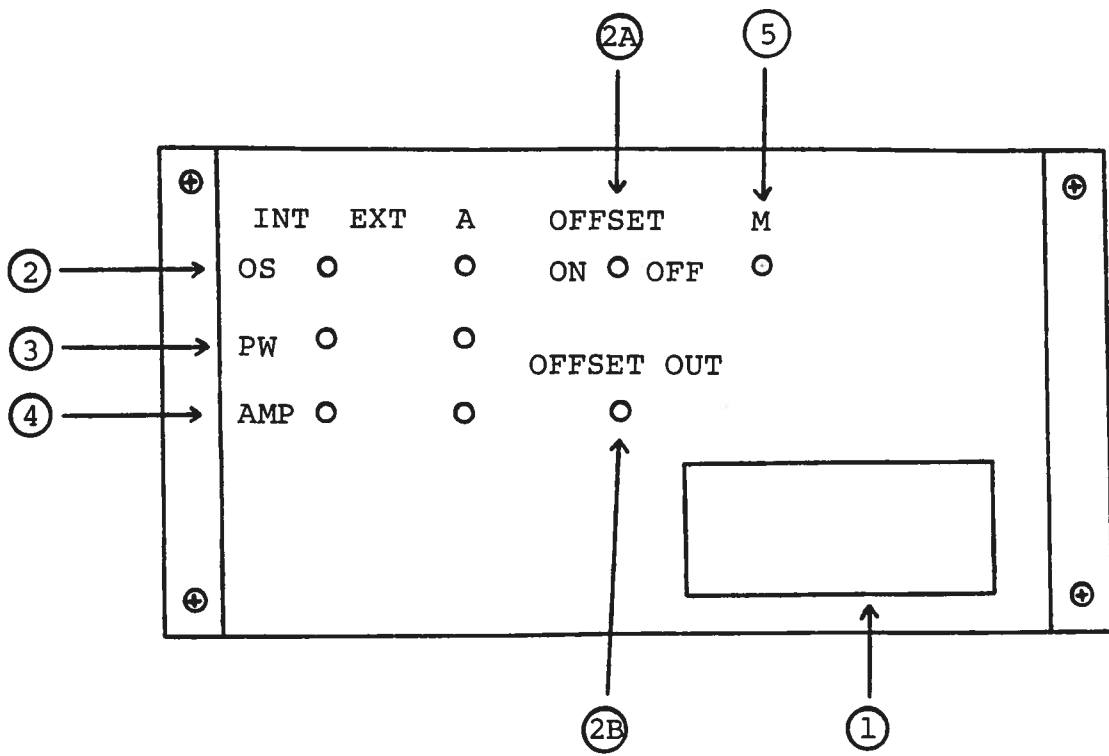 2A 5
INT EXT A OFFSET M
2 OS ON OFF
3 PW
OFFSET OUT
4 AMP
2B 1